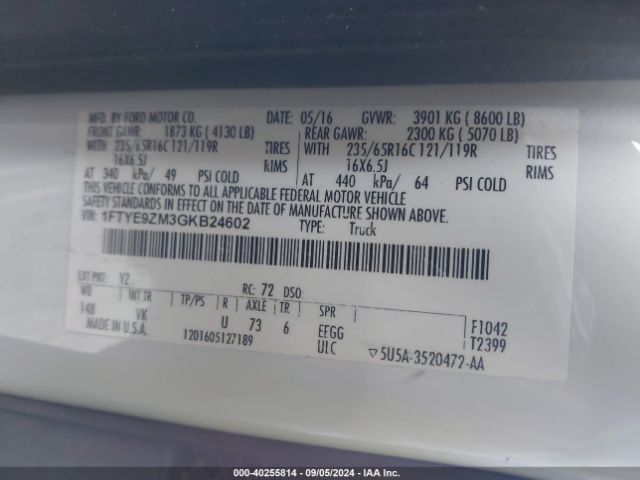 MFD. BY FORD MOTOR CO.
DATE: 05/16 GVWR: 3901 KG ( 8600 LB)
FRONT GAWR: 1873 KG ( 4130 LB) REAR GAWR: 2300 KG ( 5070 LB)
WITH 235/65R16C 121/119R TIRES WITH 235/65R16C 121/119R TIRES
16X6.5J RIMS 16X6.5J RIMS
AT 340 kPa/ 49 PSI COLD AT 440 kPa/ 64 PSI COLD
THIS VEHICLE CONFORMS TO ALL APPLICABLE FEDERAL MOTOR VEHICLE
SAFETY STANDARDS IN EFFECT ON THE DATE OF MANUFACTURE SHOWN ABOVE.
VIN: 1FTYE9ZM3GKB24602
TYPE: Truck
EXT PNT: YZ RC: 72 DSO:
WB INT TR TP/PS R AXLE TR SPR
148 VK U 73 6 EFGG F1042
MADE IN U.S.A. 1201605127189 UIC T2399
▽5U5A-3520472-AA
000-40255814 - 09/05/2024 - IAAI.COM